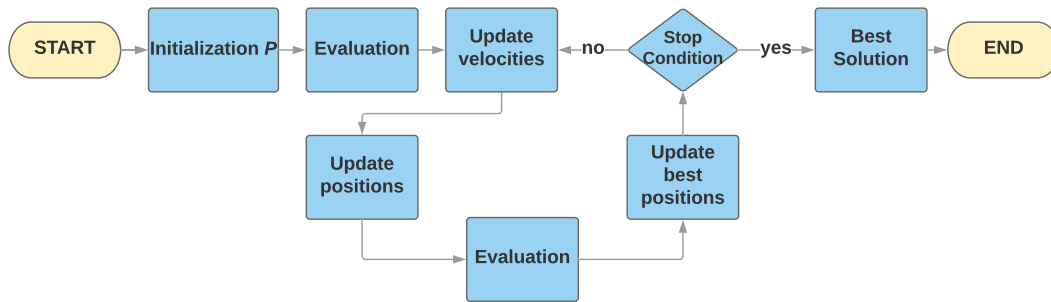 START
Initialization P
Evaluation
Update
velocities
no
Stop
Condition
yes
Best
Solution
END
Update
positions
Update
best
positions
Evaluation